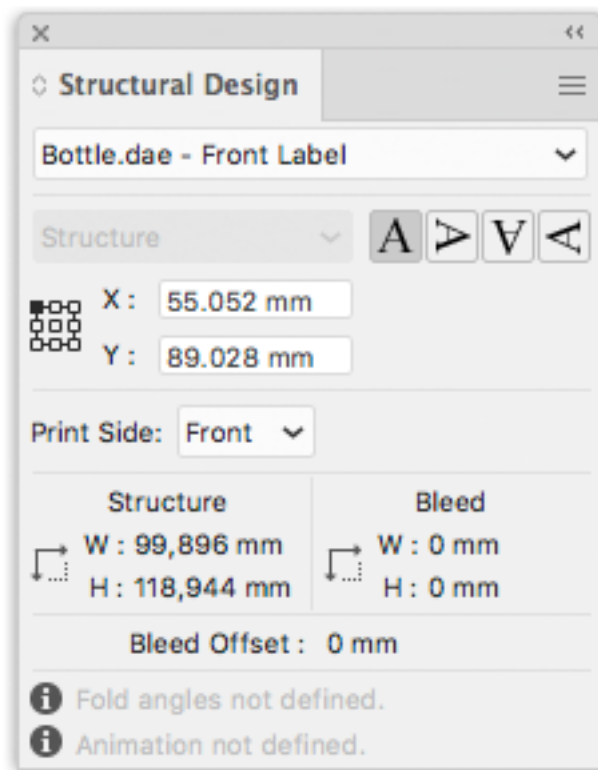 Structural Design
Bottle.dae - Front Label
Structure A A A A
X : 55.052 mm
Y : 89.028 mm
Print Side: Front
Structure Bleed
W : 99,896 mm W : 0 mm
H : 118,944 mm H : 0 mm
Bleed Offset : 0 mm
Fold angles not defined.
Animation not defined.